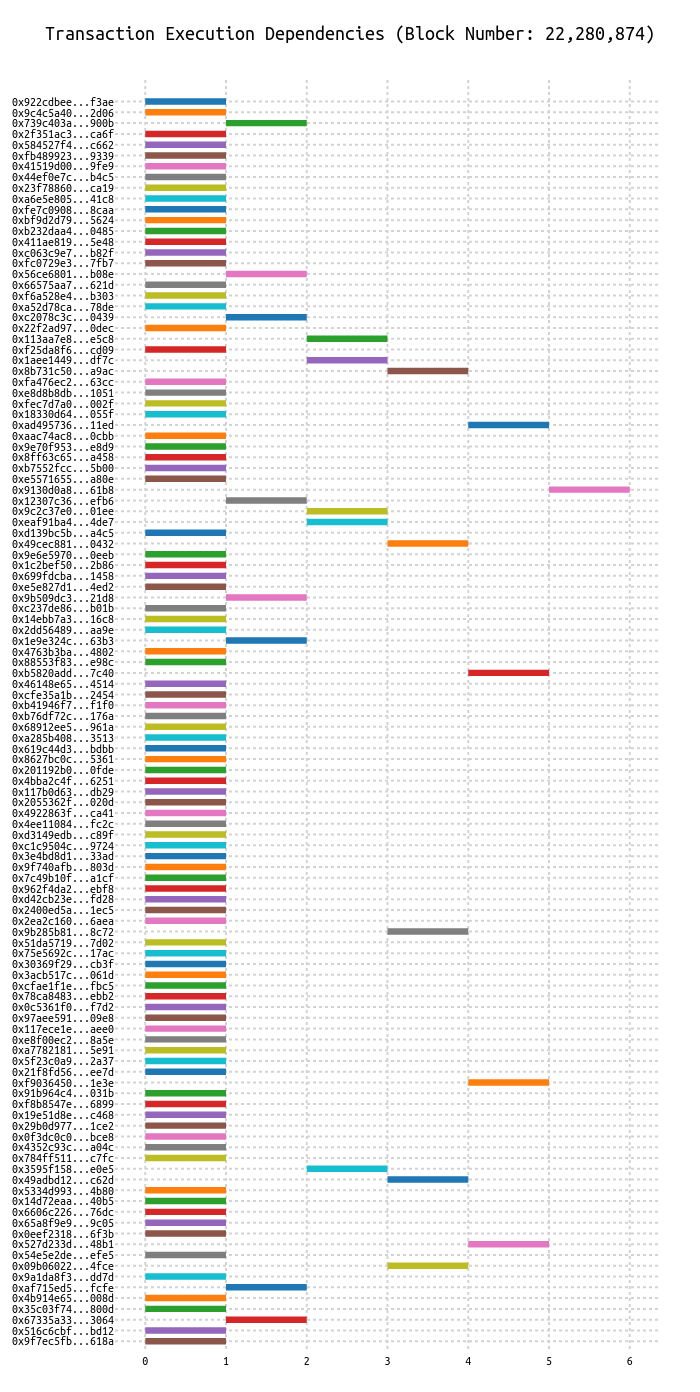 Transaction Execution Dependencies (Block Number: 22,280,874)
0x922cdbee...f3ae
0x9c4c5a40...2d06
0x739c403a...900b
0x2f351ac3...ca6f
0x584527f4...c662
0xfb489923...9339
0x41519d00...9fe9
0x44ef0e7c...b4c5
0x23f78860...ca19
0xa6e5e805...41c8
0xfe7c0908...8caa
0xbf9d2d79...5624
0xb232daa4...0485
0x411ae819...5e48
0xc063c9e7...b82f
0xfc0729e3...7fb7
0x56ce6801...b08e
0x66575aa7...621d
0xf6a528e4...b303
0xa52d78ca...78de
0xc2078c3c...0439
0x22f2ad97...0dec
0x113aa7e8...e5c8
0xf25da8f6...cd09
0x1aee1449...df7c
0x8b731c50...a9ac
0xfa476ec2...63cc
0xe8d8b8db...1051
0xfec7d7a0...002f
0x18330d64...055f
0xad495736...11ed
0xaac74ac8...0cbb
0x9e70f953...e8d9
0x8ff63c65...a458
0xb7552fcc...5b00
0xe5571655...a80e
0x9130d0a8...61b8
0x12307c36...efb6
0x9c2c37e0...01ee
0xeaf91ba4...4de7
0xd139bc5b...a4c5
0x49cec881...0432
0x9e6e5970...0eeb
0x1c2bef50...2b86
0x699fdcba...1458
0xe5e827d1...4ed2
0x9b509dc3...21d8
0xc237de86...b01b
0x14ebb7a3...16c8
0x2dd56489...aa9e
0x1e9e324c...63b3
0x4763b3ba...4802
0x88553f83...e98c
0xb5820add...7c40
0x46148e65...4514
0xcfe35a1b...2454
0xb41946f7...f1f0
0xb76df72c...176a
0x68912ee5...961a
0xa285b408...3513
0x619c44d3...bdbb
0x8627bc0c...5361
0x201192b0...0fde
0x4bba2c4f...6251
0x117b0d63...db29
0x2055362f...020d
0x4922863f...ca41
0x4ee11084...fc2c
0xd3149edb...c89f
0xc1c9504c...9724
0x3e4bd8d1...33ad
0x9f740afb...803d
0x7c49b10f...a1cf
0x962f4da2...ebf8
0xd42cb23e...fd28
0x2400ed5a...1ec5
0x2ea2c160...6aea
0x9b285b81...8c72
0x51da5719...7d02
0x75e5692c...17ac
0x30369f29...cb3f
0x3acb517c...061d
0xcfae1f1e...fbc5
0x78ca8483...ebb2
0x0c5361f0...f7d2
0x97aee591...09e8
0x117ece1e...aee0
0xe8f00ec2...8a5e
0xa7782181...5e91
0x5f23c0a9...2a37
0x21f8fd56...ee7d
0xf9036450...1e3e
0x91b964c4...031b
0xf8b8547e...6899
0x19e51d8e...c468
0x29b0d977...1ce2
0x0f3dc0c0...bce8
0x4352c93c...a04c
0x784ff511...c7fc
0x3595f158...e0e5
0x49adbd12...c62d
0x5334d993...4b80
0x14d72eaa...40b5
0x6606c226...76dc
0x65a8f9e9...9c05
0x0eef2318...6f3b
0x527d233d...48b1
0x54e5e2de...efe5
0x09b06022...4fce
0x9a1da8f3...dd7d
0xaf715ed5...fcfe
0x4b914e65...008d
0x35c03f74...800d
0x67335a33...3064
0x516c6cbf...bd12
0x9f7ec5fb...618a
0 1 2 3 4 5 6